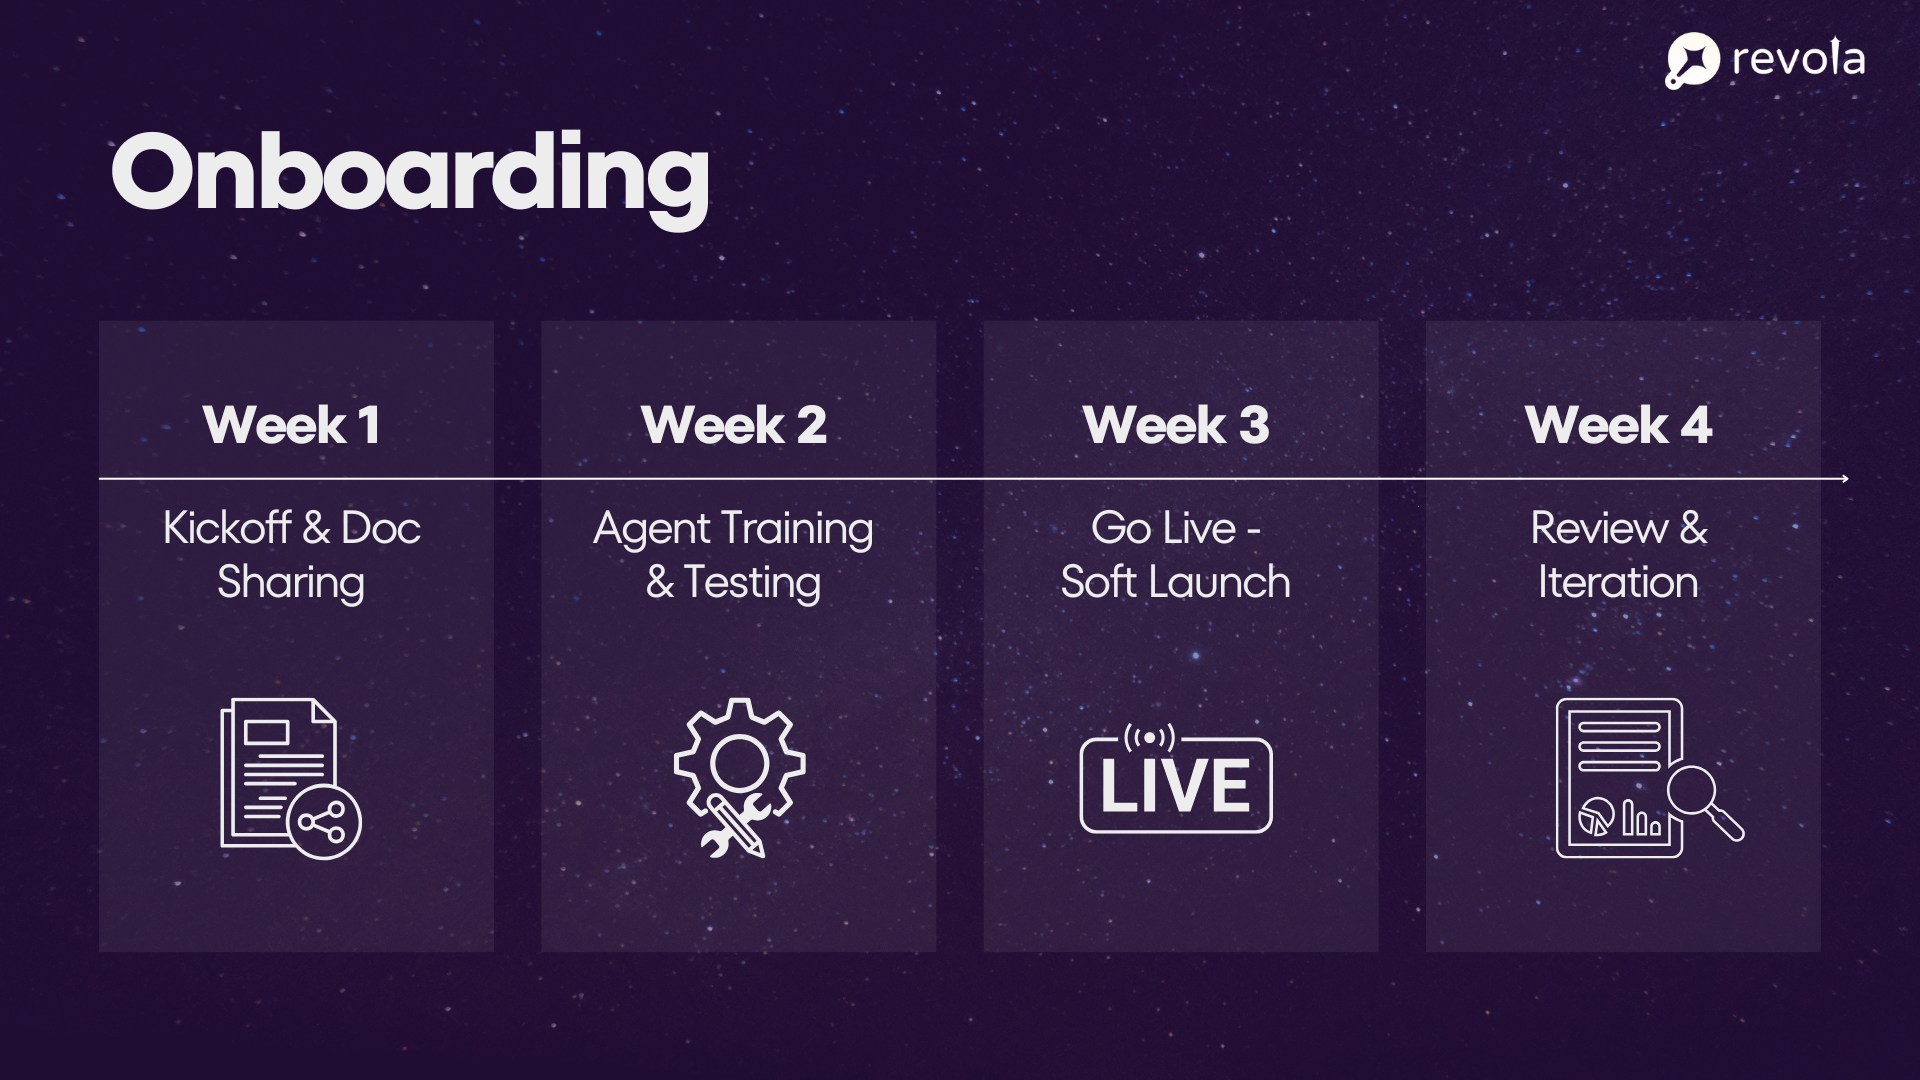 revola
Onboarding
Week 1
Kickoff & Doc
Sharing
Week 2
Agent Training
& Testing
Week 3
Go Live -
Soft Launch
LIVE
Week 4
Review &
Iteration